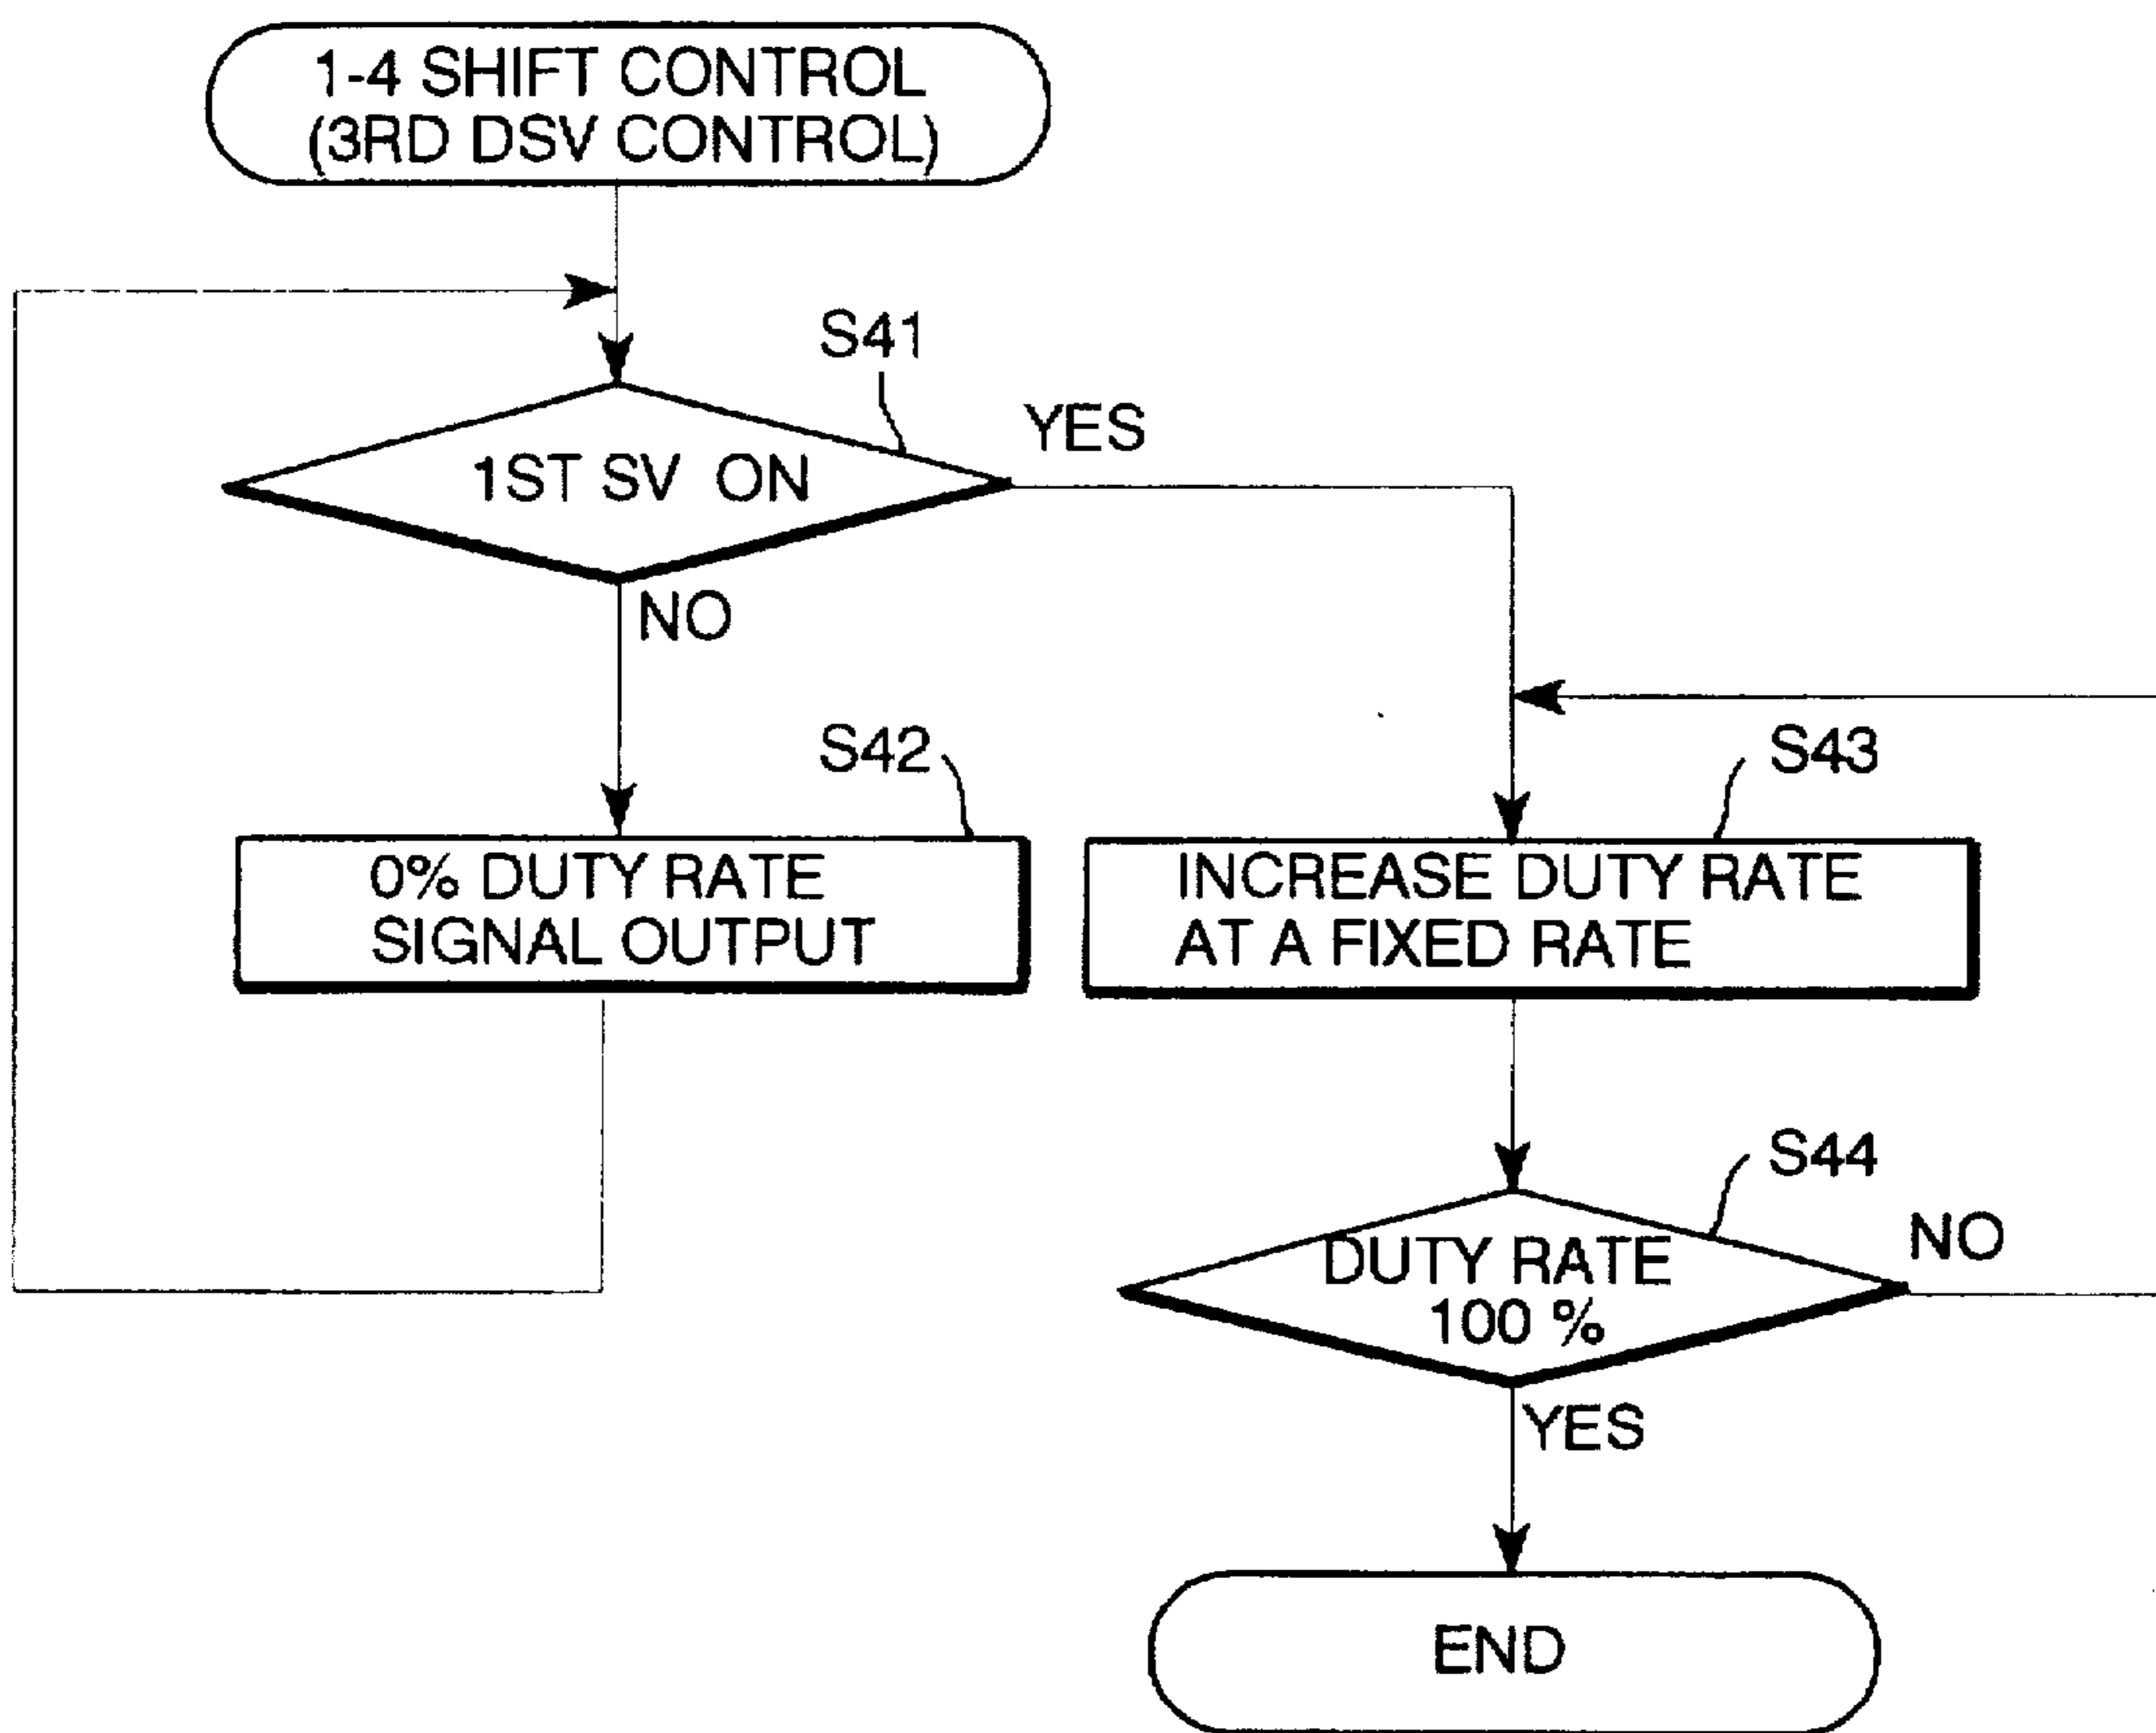 1-4 SHIFT CONTROL
(3RD DSV CONTROL)
S41
YES
1ST SV ON
NO
S42
0% DUTY RATE
SIGNAL OUTPUT
S43
INCREASE DUTY RATE
AT A FIXED RATE
S44
NO
DUTY RATE
100 %
YES
END